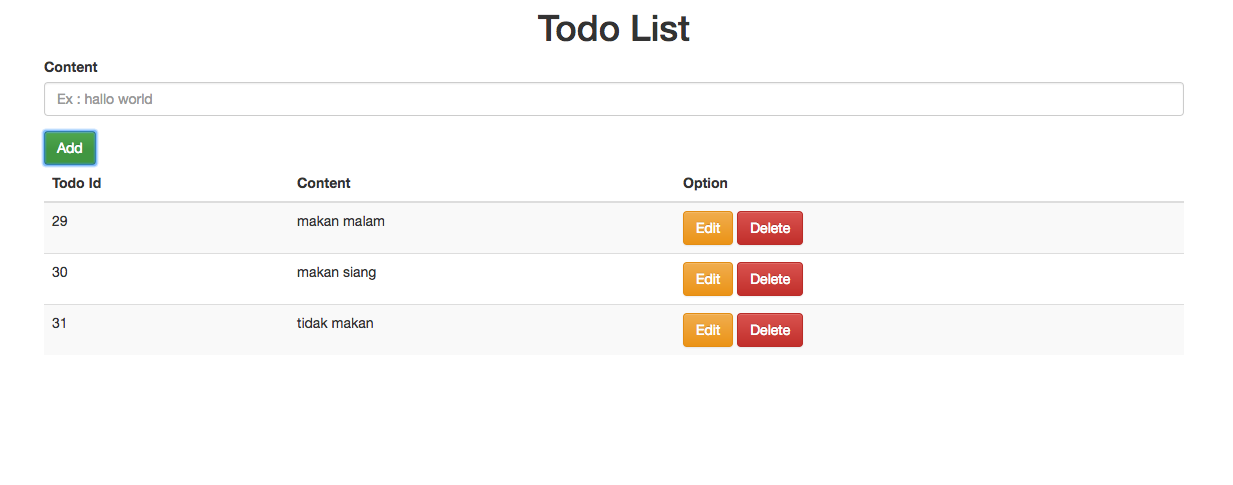 Todo List
Content
Ex : hallo world
Add
Todo Id Content Option
29 makan malam Edit Delete
30 makan siang Edit Delete
31 tidak makan Edit Delete